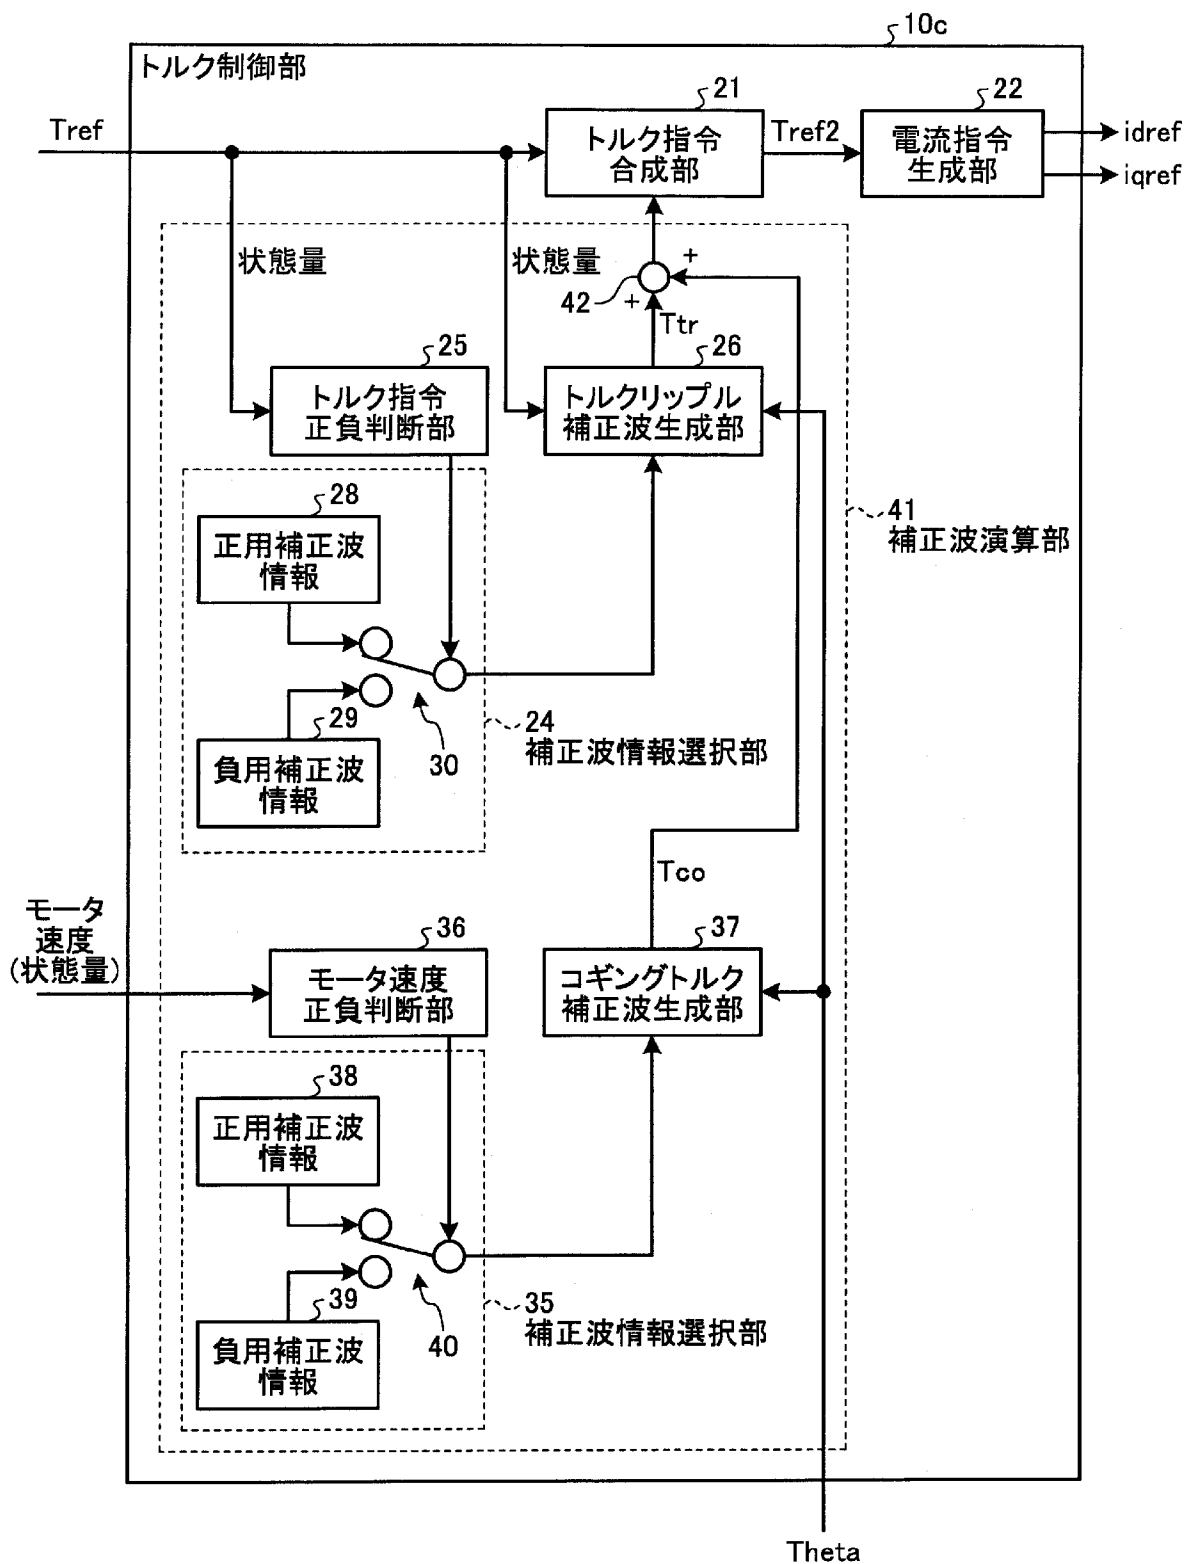 10c
トルク制御部
Tref
21
トルク指令
合成部
Tref2
22
電流指令
生成部
idref
iqref
状態量
状態量
+
42
+
Ttr
25
トルク指令
正負判断部
26
トルクリップル
補正波生成部
28
正用補正波
情報
41
補正波演算部
29
負用補正波
情報
30
24
補正波情報選択部
Tco
モータ
速度
(状態量)
36
モータ速度
正負判断部
37
コギングトルク
補正波生成部
38
正用補正波
情報
39
負用補正波
情報
40
35
補正波情報選択部
Theta